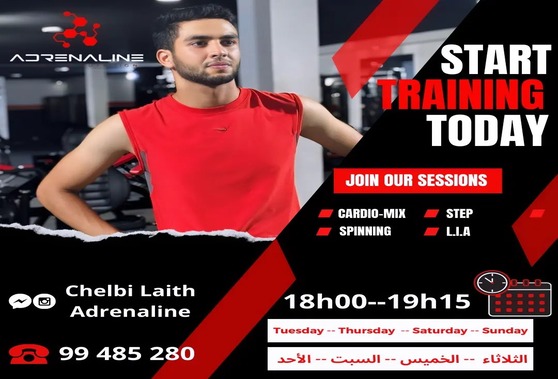 ADRENALINE
START
TRAINING
TODAY
JOIN OUR SESSIONS
CARDIO-MIX
STEP
SPINNING
L.I.A
Chelbi Laith
Adrenaline
99 485 280
18h00--19h15
Tuesday -- Thursday -- Saturday -- Sunday
الثلاثاء -- الخميس -- السبت -- الأحد